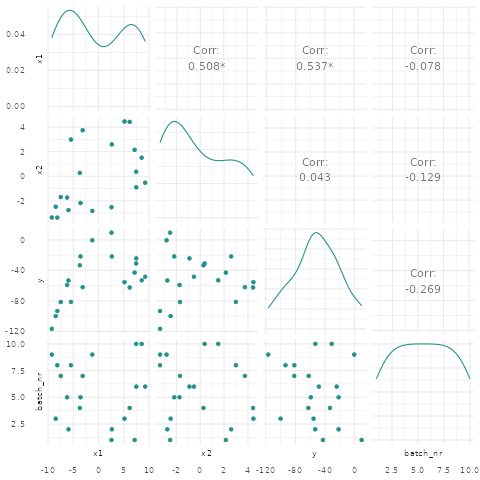 x1
0.04
0.02
0.00
Corr:
0.508*
Corr:
0.537*
Corr:
-0.078
x2
4
2
0
-2
Corr:
0.043
Corr:
-0.129
y
0
-40
-80
-120
Corr:
-0.269
batch_nr
10.0
7.5
5.0
2.5
-10 -5 0 5 10
-2 0 2 4
-120 -80 -40 0
2.5 5.0 7.5 10.0
x1 x2 y batch_nr